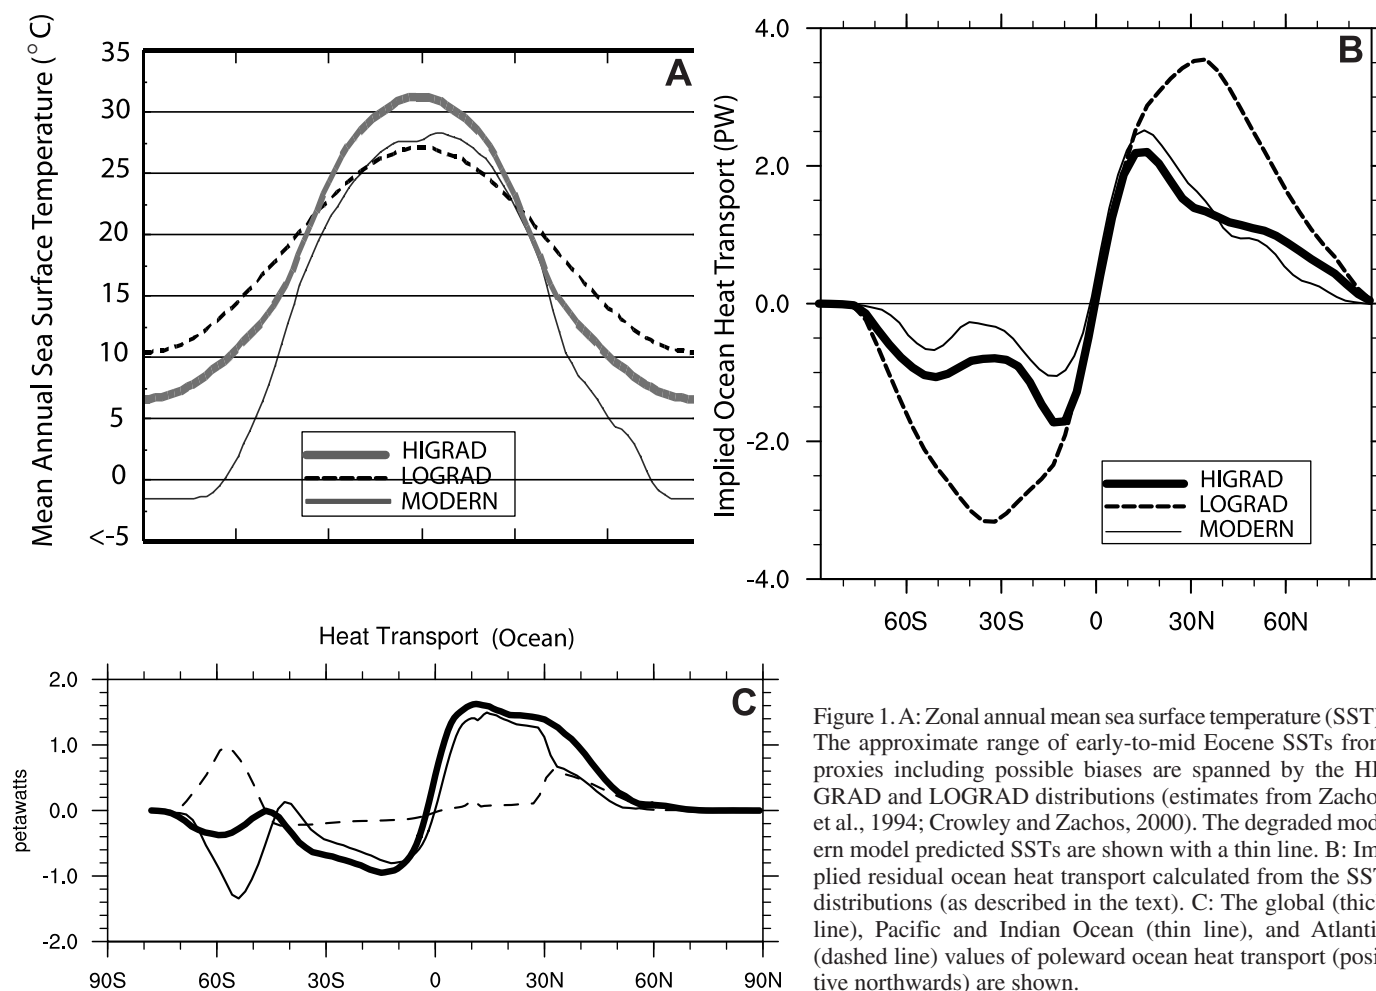 Mean Annual Sea Surface Temperature (°C)
35
30
25
20
15
10
5
0
<-5
A
HIGRAD
LOGRAD
MODERN
Implied Ocean Heat Transport (PW)
4.0
2.0
0.0
-2.0
-4.0
B
HIGRAD
LOGRAD
MODERN
60S 30S 0 30N 60N
Heat Transport (Ocean)
petawatts
2.0
1.0
0.0
-1.0
-2.0
C
90S 60S 30S 0 30N 60N 90N
Figure 1. A: Zonal annual mean sea surface temperature (SST)
The approximate range of early-to-mid Eocene SSTs from
proxies including possible biases are spanned by the HI
GRAD and LOGRAD distributions (estimates from Zacho
et al., 1994; Crowley and Zachos, 2000). The degraded mod
ern model predicted SSTs are shown with a thin line. B: Im
plied residual ocean heat transport calculated from the SST
distributions (as described in the text). C: The global (thic
line), Pacific and Indian Ocean (thin line), and Atlanti
(dashed line) values of poleward ocean heat transport (posi
tive northwards) are shown.